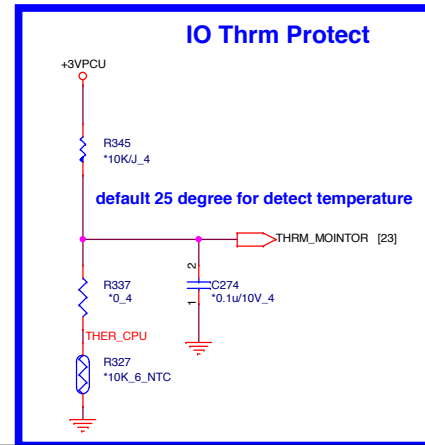 IO Thrm Protect
+3VPCU
R345
*10K/J_4
default 25 degree for detect temperature
THRM_MOINTOR [23]
R337
*0_4
2
1
C274
*0.1u/10V_4
THER_CPU
R327
*10K_6_NTC